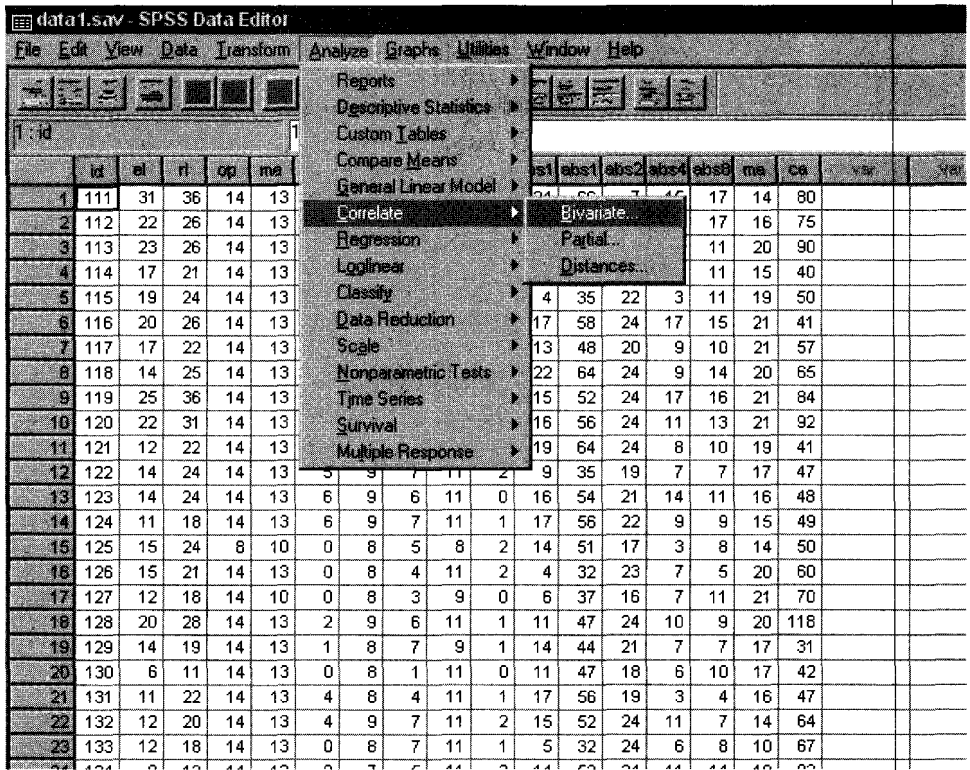 data1.sav - SPSS Data Editor
File Edit View Data Transform Analyze Graphs Utilities Window Help
1 : id 1
Reports
Descriptive Statistics
Custom Tables
Compare Means
General Linear Model
Correlate
Regression
Loglinear
Classify
Data Reduction
Scale
Nonparametric Tests
Time Series
Survival
Multiple Response
Bivariate...
Partial...
Distances...
id el rl op me bs1 abs1 abs2 abs4 abs8 me ce var var
1 111 31 36 14 13 17 14 80
2 112 22 26 14 13 17 16 75
3 113 23 26 14 13 11 20 90
4 114 17 21 14 13 11 15 40
5 115 19 24 14 13 4 35 22 3 11 19 50
6 116 20 26 14 13 17 58 24 17 15 21 41
7 117 17 22 14 13 13 48 20 9 10 21 57
8 118 14 25 14 13 22 64 24 9 14 20 65
9 119 25 36 14 13 15 52 24 17 16 21 84
10 120 22 31 14 13 16 56 24 11 13 21 92
11 121 12 22 14 13 19 64 24 8 10 19 41
12 122 14 24 14 13 5 9 7 11 2 9 35 19 7 7 17 47
13 123 14 24 14 13 6 9 6 11 0 16 54 21 14 11 16 48
14 124 11 18 14 13 6 9 7 11 1 17 56 22 9 9 15 49
15 125 15 24 8 10 0 8 5 8 2 14 51 17 3 8 14 50
16 126 15 21 14 13 0 8 4 11 2 4 32 23 7 5 20 60
17 127 12 18 14 10 0 8 3 9 0 6 37 16 7 11 21 70
18 128 20 28 14 13 2 9 6 11 1 11 47 24 10 9 20 118
19 129 14 19 14 13 1 8 7 9 1 14 44 21 7 7 17 31
20 130 6 11 14 13 0 8 1 11 0 11 47 18 6 10 17 42
21 131 11 22 14 13 4 8 4 11 1 17 56 19 3 4 16 47
22 132 12 20 14 13 4 9 7 11 2 15 52 24 11 7 14 64
23 133 12 18 14 13 0 8 7 11 1 5 32 24 6 8 10 67